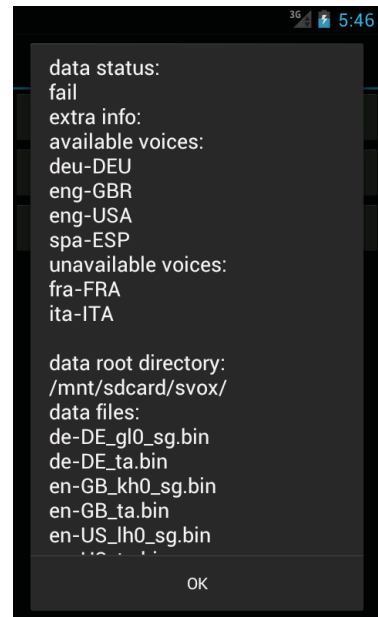 3G 5:46
data status:
fail
extra info:
available voices:
deu-DEU
eng-GBR
eng-USA
spa-ESP
unavailable voices:
fra-FRA
ita-ITA
data root directory:
/mnt/sdcard/svox/
data files:
de-DE_gl0_sg.bin
de-DE_ta.bin
en-GB_kh0_sg.bin
en-GB_ta.bin
en-US_lh0_sg.bin
OK